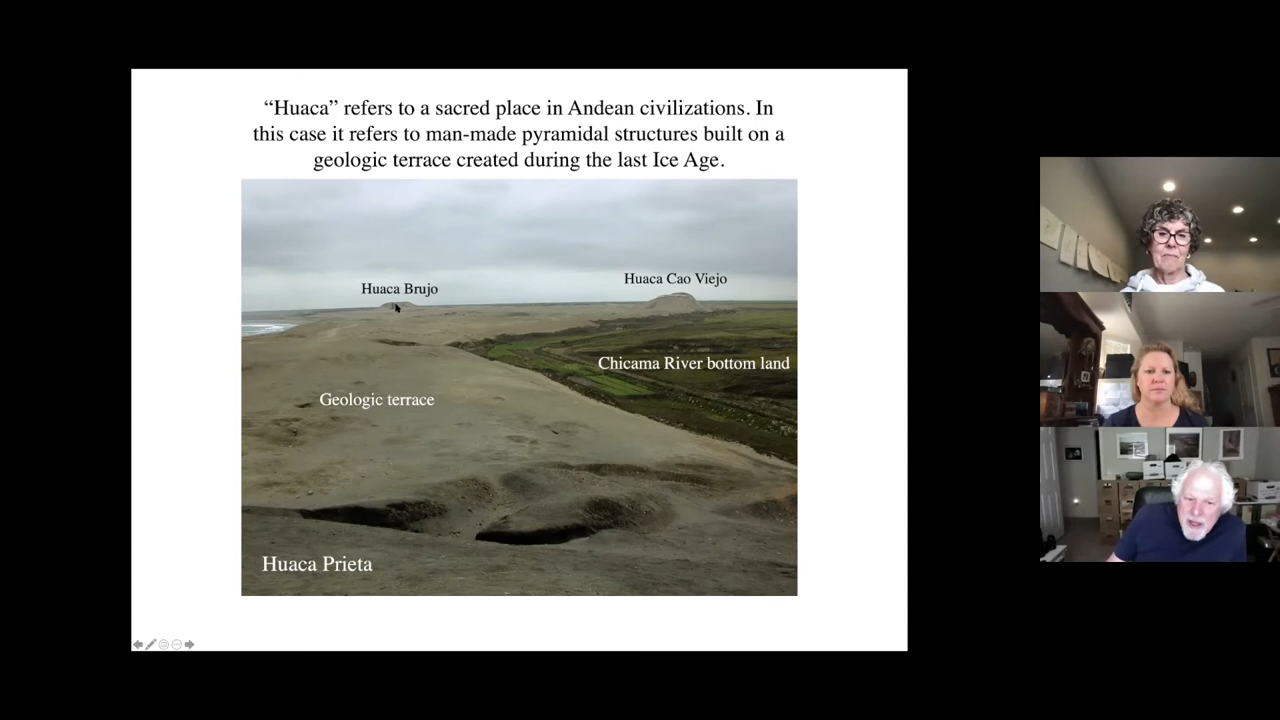 “Huaca” refers to a sacred place in Andean civilizations. In
this case it refers to man-made pyramidal structures built on a
geologic terrace created during the last Ice Age.
Huaca Brujo
Huaca Cao Viejo
Chicama River bottom land
Geologic terrace
Huaca Prieta